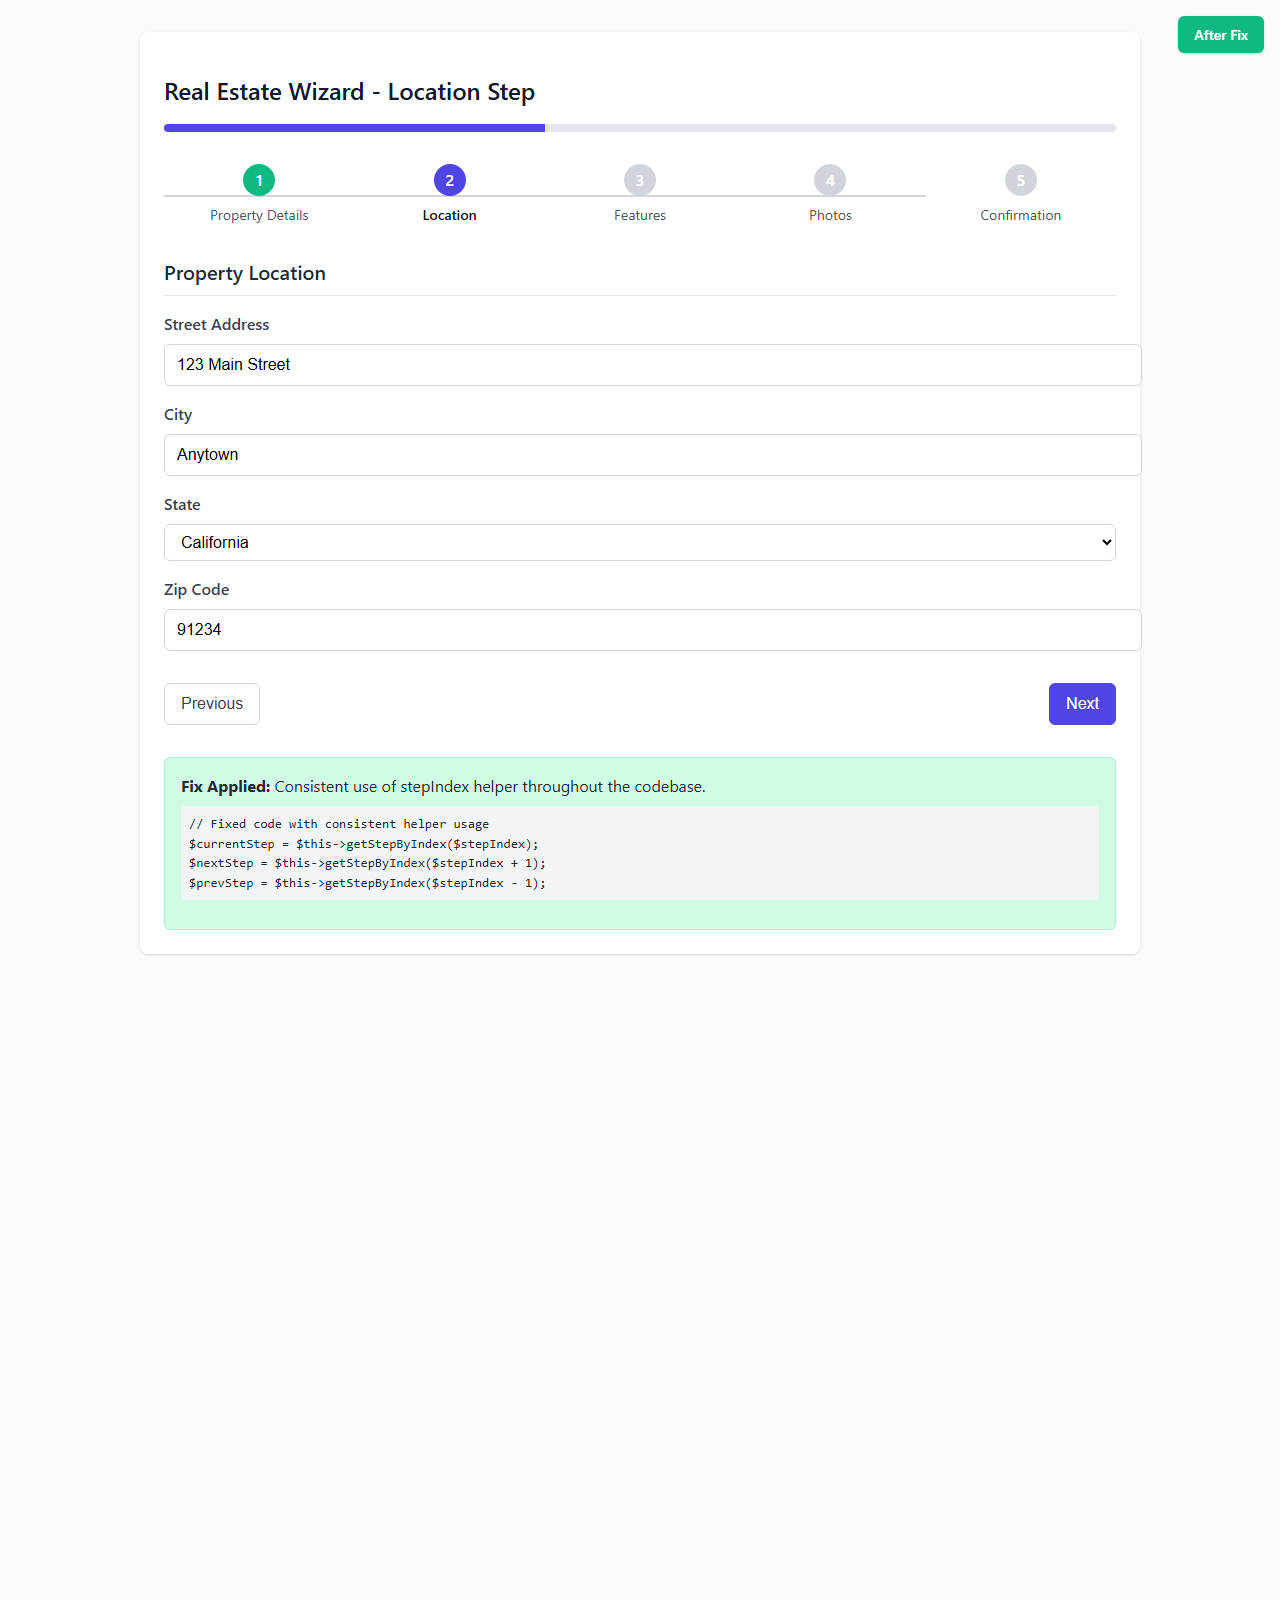 After Fix
Real Estate Wizard - Location Step
1 2 3 4 5
Property Details Location Features Photos Confirmation
Property Location
Street Address
123 Main Street
City
Anytown
State
California
Zip Code
91234
Previous Next
Fix Applied: Consistent use of stepIndex helper throughout the codebase.
// Fixed code with consistent helper usage
$currentStep = $this->getStepByIndex($stepIndex);
$nextStep = $this->getStepByIndex($stepIndex + 1);
$prevStep = $this->getStepByIndex($stepIndex - 1);